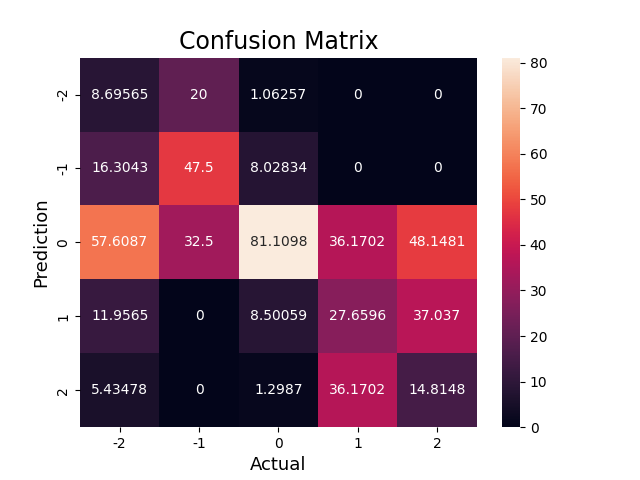 Confusion Matrix
-2 8.69565 20 1.06257 0 0
-1 16.3043 47.5 8.02834 0 0
0 57.6087 32.5 81.1098 36.1702 48.1481
1 11.9565 0 8.50059 27.6596 37.037
2 5.43478 0 1.2987 36.1702 14.8148
-2 -1 0 1 2
Actual
Prediction
80
70
60
50
40
30
20
10
0